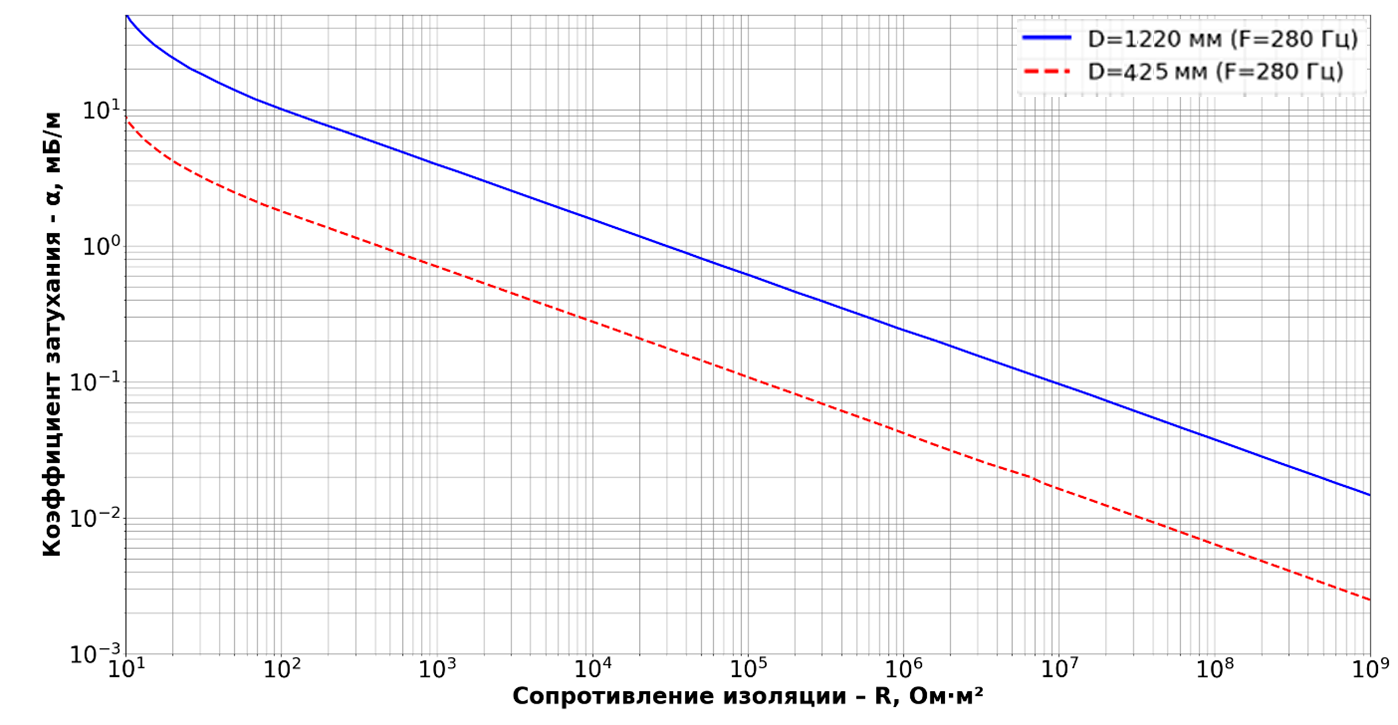 D=1220 мм (F=280 Гц)
D=425 мм (F=280 Гц)
Коэффициент затухания - α, мБ/м
10¹
10⁰
10⁻¹
10⁻²
10⁻³
10¹ 10² 10³ 10⁴ 10⁵ 10⁶ 10⁷ 10⁸ 10⁹
Сопротивление изоляции – R, Ом·м²